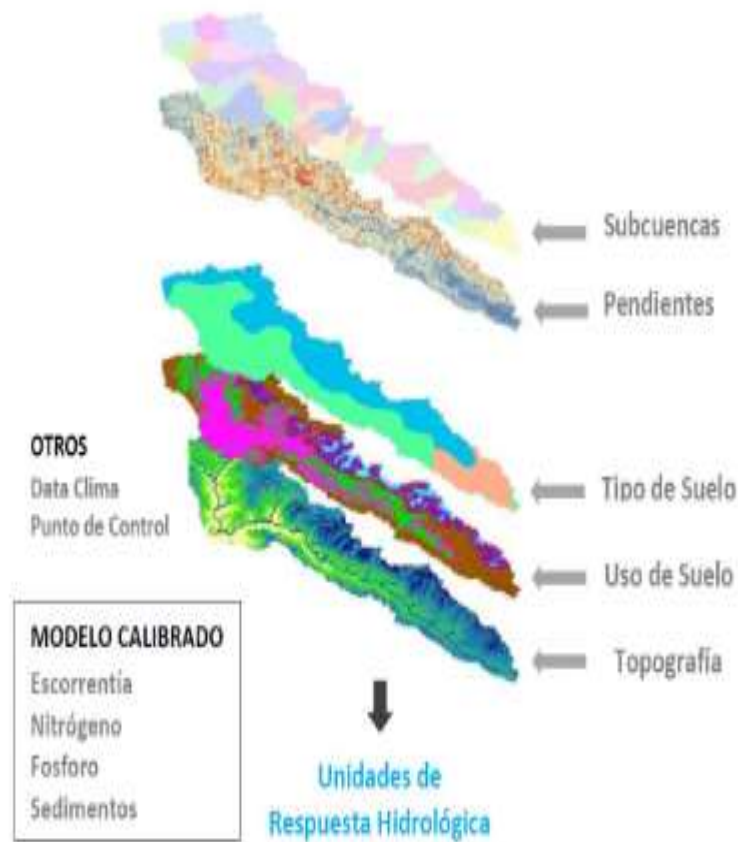 Subcuencas
Pendientes
OTROS
Data Clima
Punto de Control
Tipo de Suelo
Uso de Suelo
Topografía
MODELO CALIBRADO
Escorrentía
Nitrógeno
Fosforo
Sedimentos
Unidades de
Respuesta Hidrológica